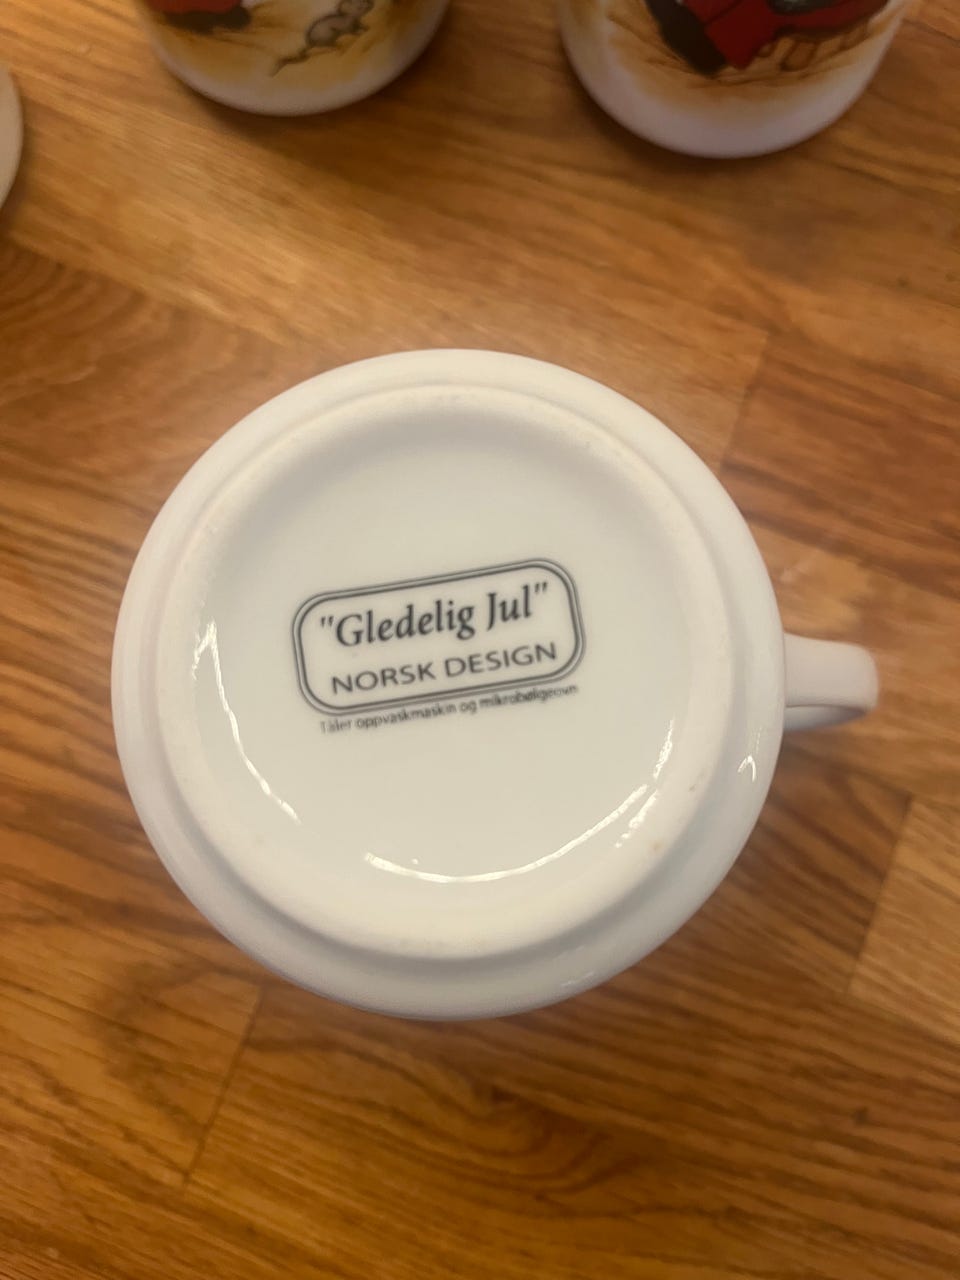 "Gledelig Jul"
NORSK DESIGN
Tåler oppvaskmaskin og mikrobølgeovn